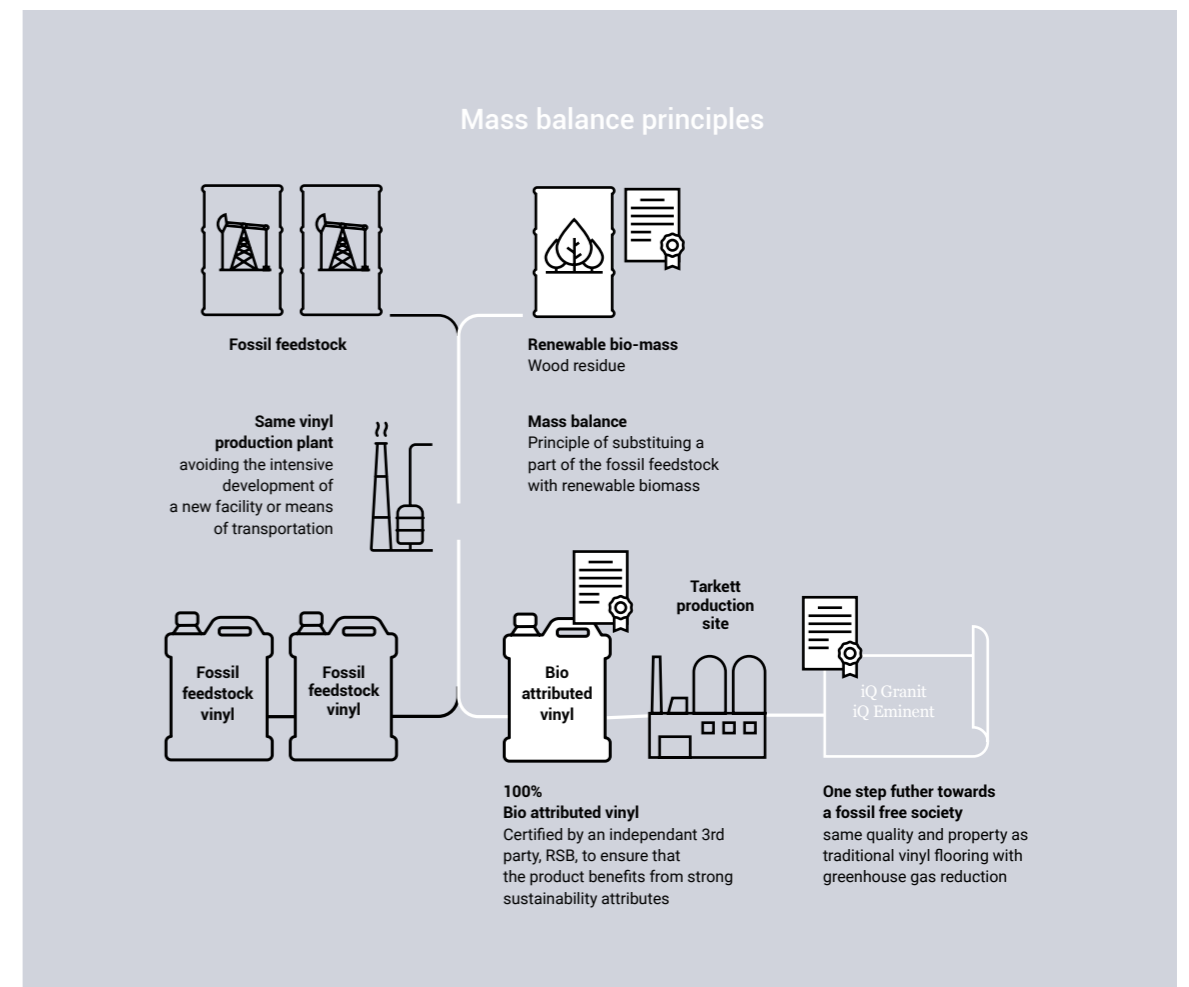 Mass balance principles
Fossil feedstock
Renewable bio-mass
Wood residue
Same vinyl
production plant
avoiding the intensive
development of
a new facility or means
of transportation
Mass balance
Principle of substituing a
part of the fossil feedstock
with renewable biomass
Fossil
feedstock
vinyl
Fossil
feedstock
vinyl
Bio
attributed
vinyl
Tarkett
production
site
iQ Granit
iQ Eminent
100%
Bio attributed vinyl
Certified by an independant 3rd
party, RSB, to ensure that
the product benefits from strong
sustainability attributes
One step futher towards
a fossil free society
same quality and property as
traditional vinyl flooring with
greenhouse gas reduction